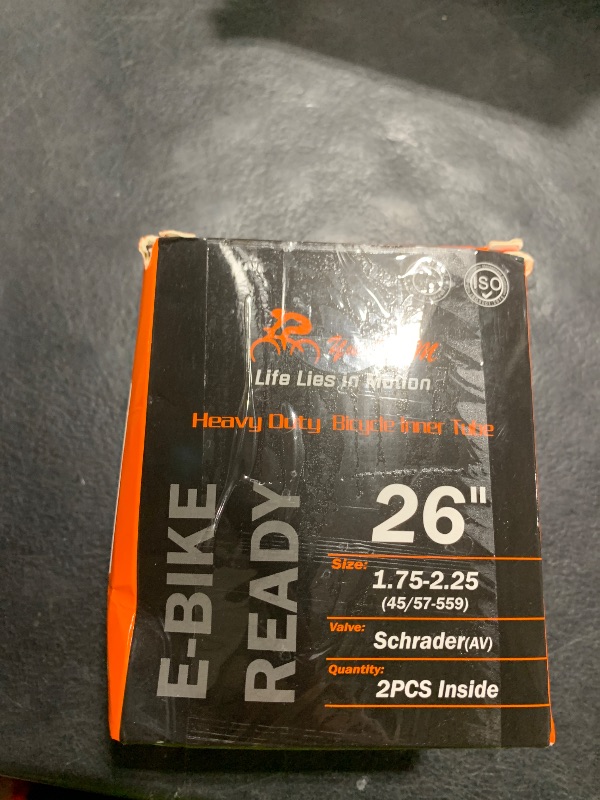 ISO
Life Lies in Motion
Heavy Duty Bicycle Inner Tube
E-BIKE
READY
26"
Size:
1.75-2.25
(45/57-559)
Valve:
Schrader(AV)
Quantity:
2PCS Inside